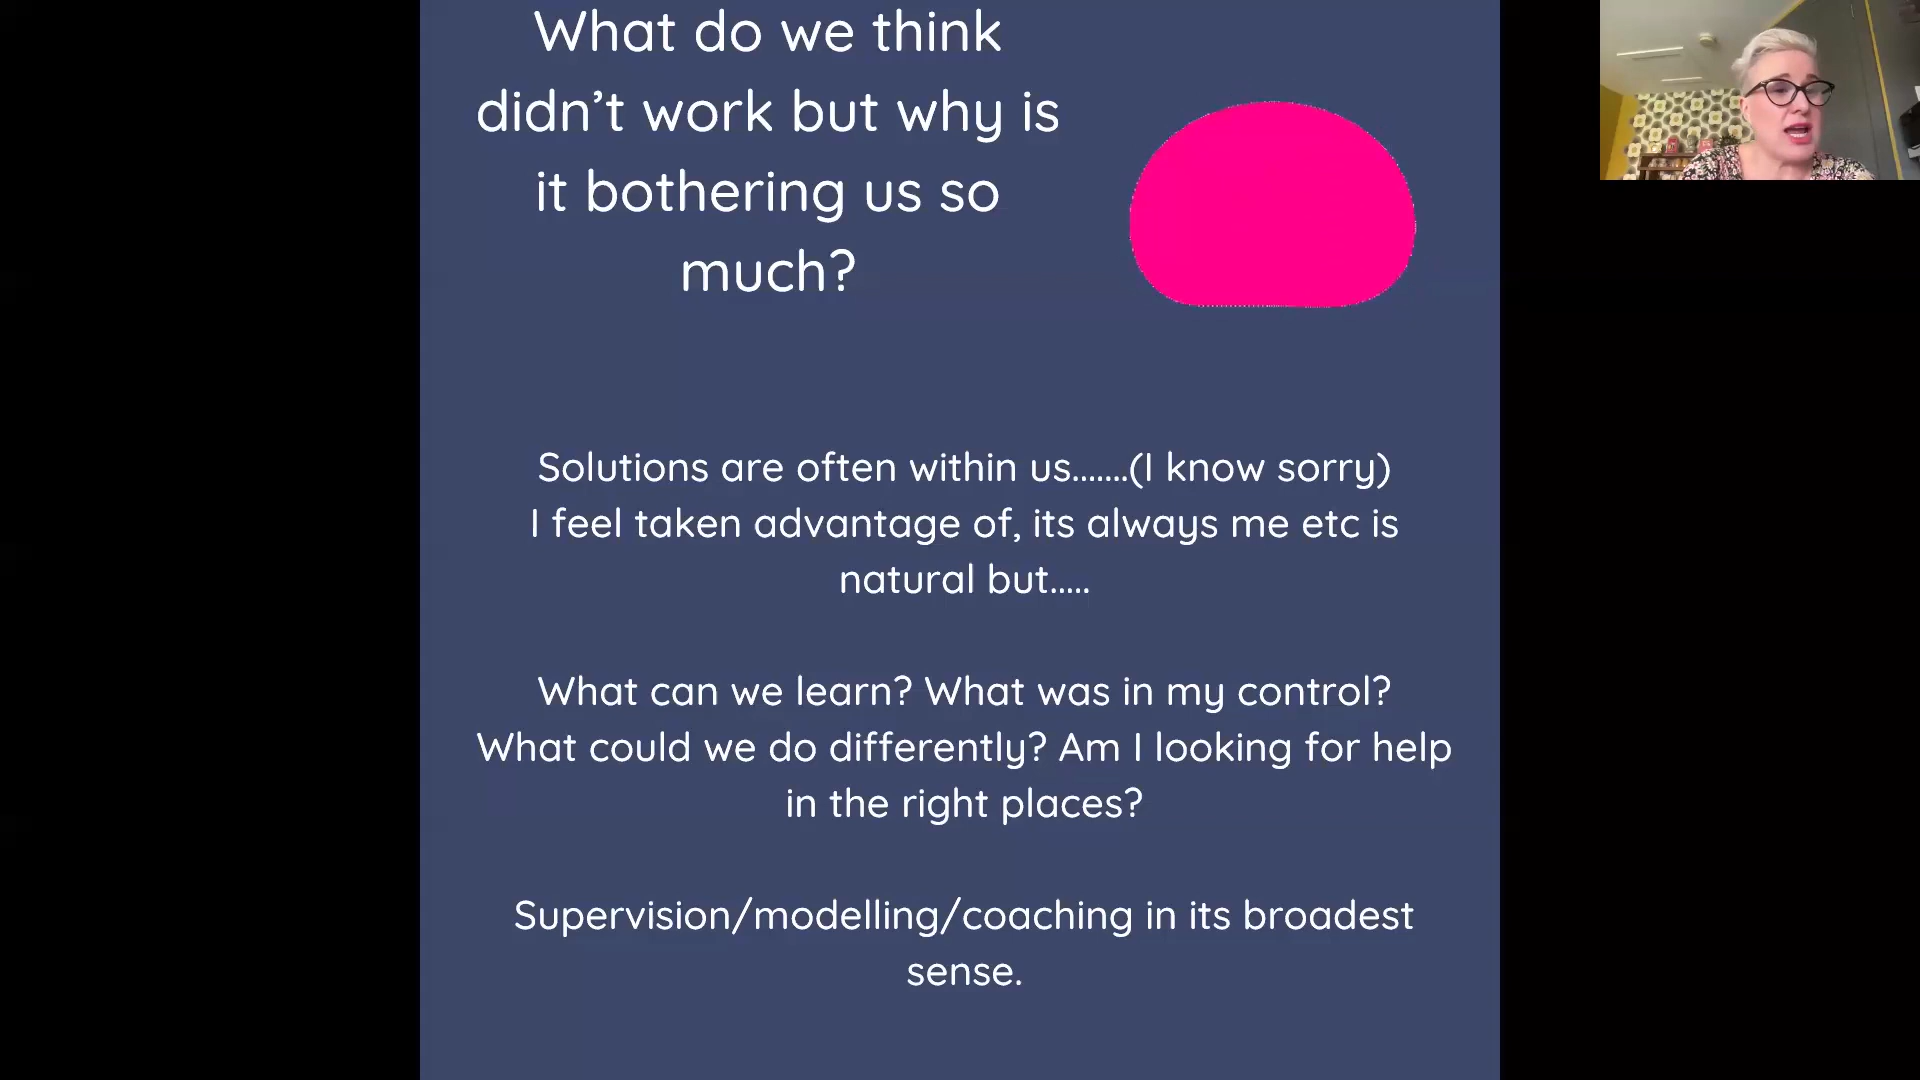 What do we think
didn’t work but why is
it bothering us so
much?
Solutions are often within us.......(I know sorry)
I feel taken advantage of, its always me etc is
natural but.....
What can we learn? What was in my control?
What could we do differently? Am I looking for help
in the right places?
Supervision/modelling/coaching in its broadest
sense.